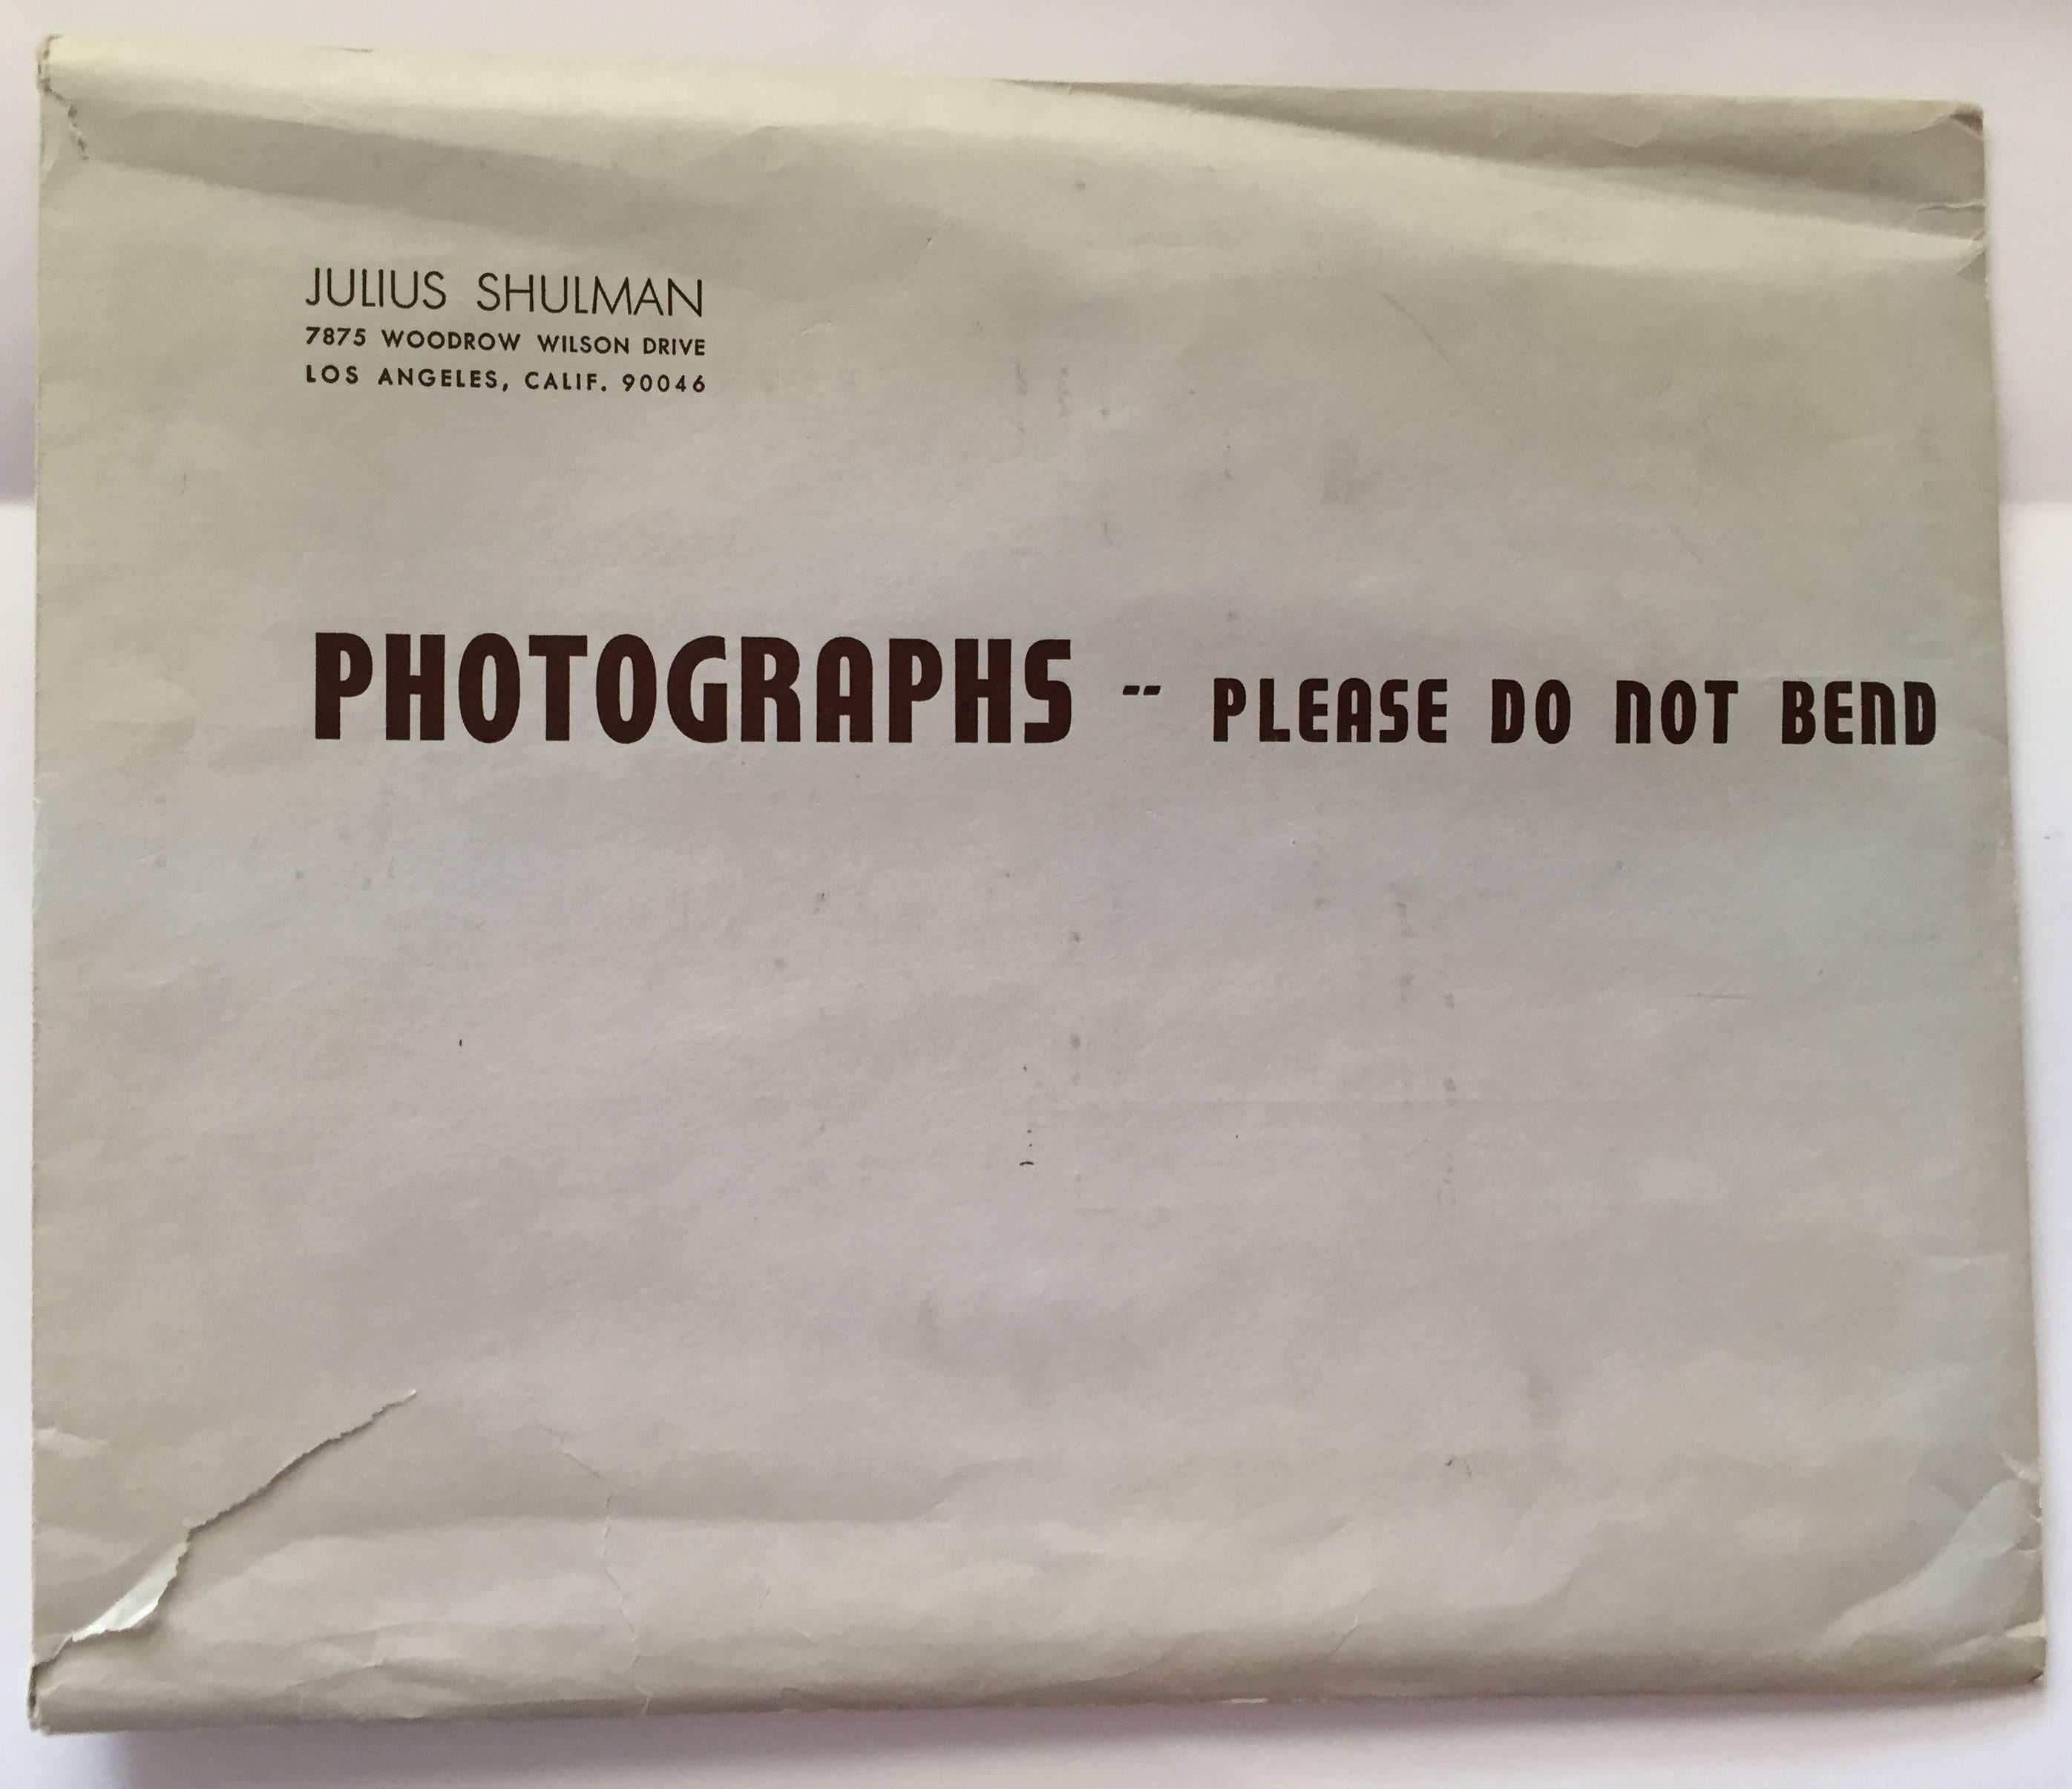 JULIUS SHULMAN
7875 WOODROW WILSON DRIVE
LOS ANGELES, CALIF. 90046
PHOTOGRAPHS -- PLEASE DO NOT BEND